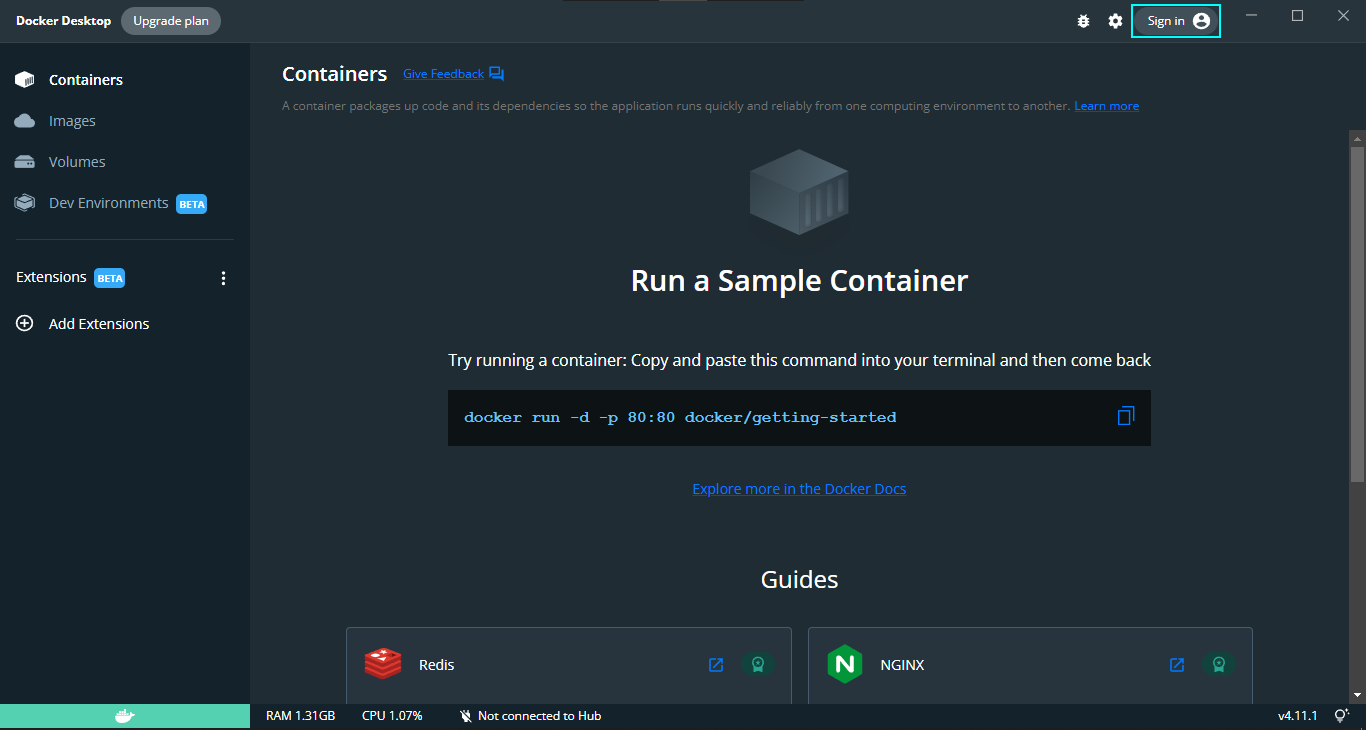 Docker Desktop Upgrade plan Sign in
Containers
Images
Volumes
Dev Environments BETA
Extensions BETA
Add Extensions
Containers Give Feedback
A container packages up code and its dependencies so the application runs quickly and reliably from one computing environment to another. Learn more
Run a Sample Container
Try running a container: Copy and paste this command into your terminal and then come back
docker run -d -p 80:80 docker/getting-started
Explore more in the Docker Docs
Guides
Redis
N NGINX
RAM 1.31GB CPU 1.07% Not connected to Hub v4.11.1